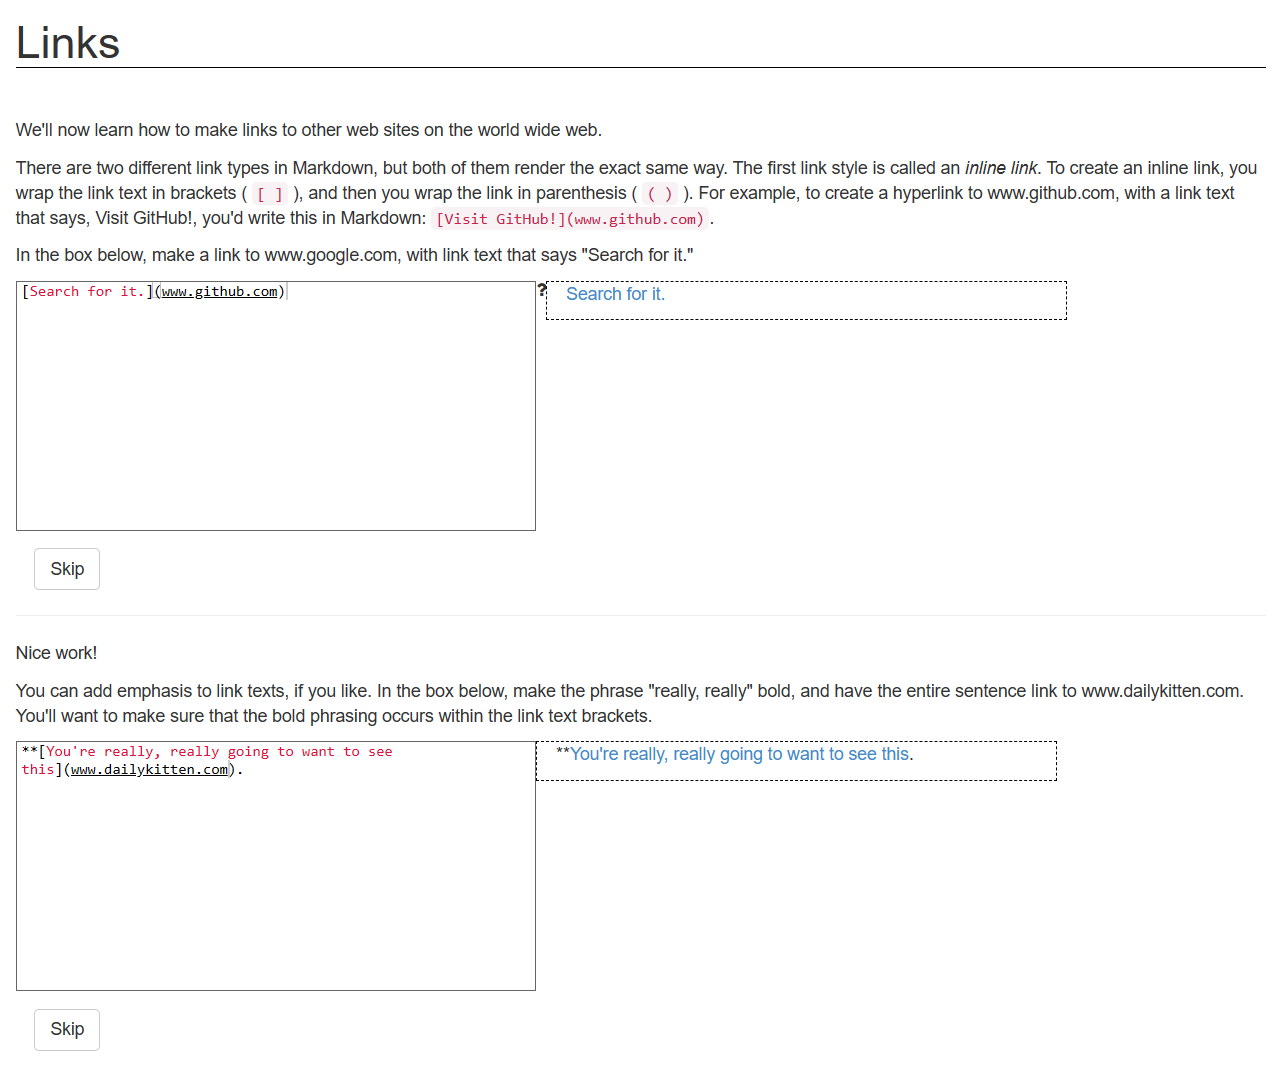 Links
We'll now learn how to make links to other web sites on the world wide web.
There are two different link types in Markdown, but both of them render the exact same way. The first link style is called an inline link. To create an inline link, you
wrap the link text in brackets ( [ ] ), and then you wrap the link in parenthesis ( ( ) ). For example, to create a hyperlink to www.github.com, with a link text
that says, Visit GitHub!, you'd write this in Markdown: [Visit GitHub!](www.github.com) .
In the box below, make a link to www.google.com, with link text that says "Search for it."
[Search for it.](www.github.com)
?
Search for it.
Skip
Nice work!
You can add emphasis to link texts, if you like. In the box below, make the phrase "really, really" bold, and have the entire sentence link to www.dailykitten.com.
You'll want to make sure that the bold phrasing occurs within the link text brackets.
**[You're really, really going to want to see
this](www.dailykitten.com).
**You're really, really going to want to see this.
Skip